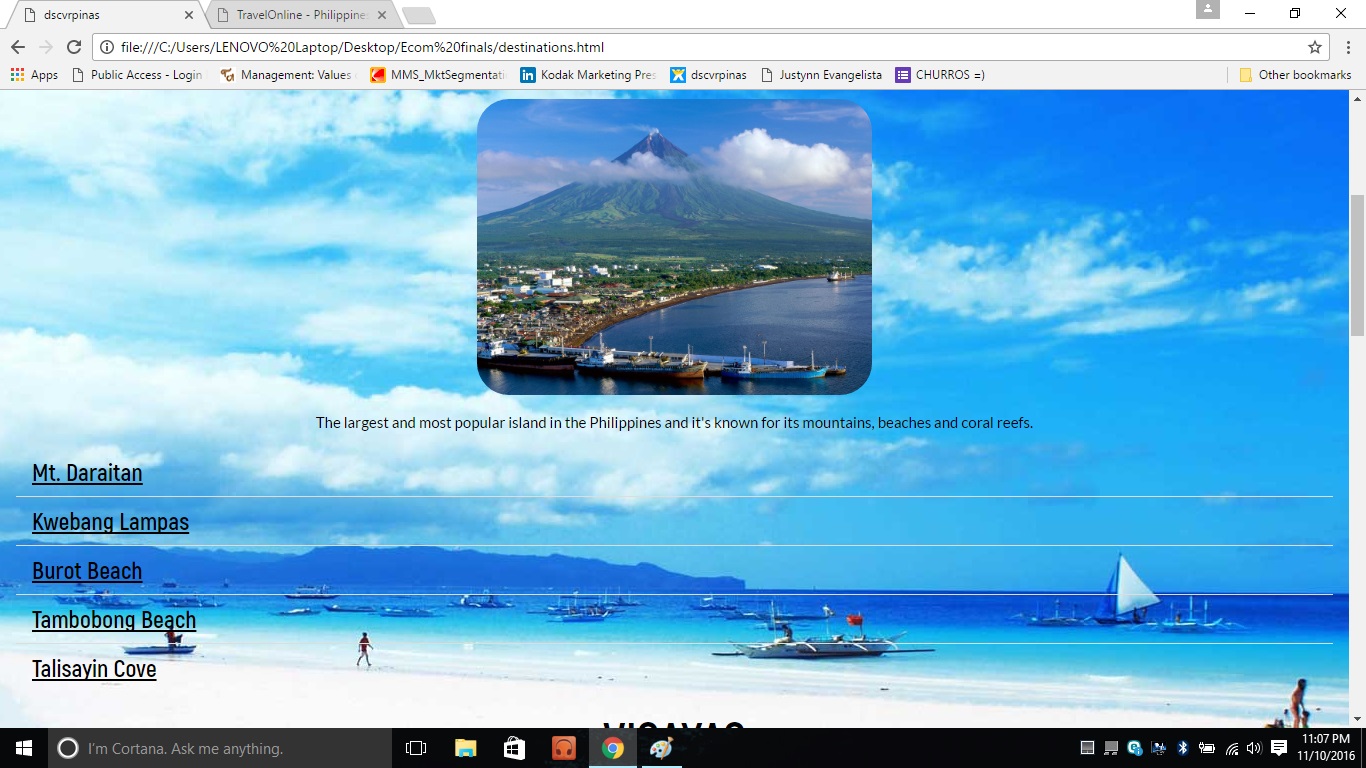 dscvrpinas
TravelOnline - Philippines
file:///C:/Users/LENOVO%20Laptop/Desktop/Ecom%20finals/destinations.html
Apps
Public Access - Login
Management: Values
MMS_MktSegmentati
Kodak Marketing Pres
dscvrpinas
Justynn Evangelista
CHURROS =)
Other bookmarks
The largest and most popular island in the Philippines and it's known for its mountains, beaches and coral reefs.
Mt. Daraitan
Kwebang Lampas
Burot Beach
Tambobong Beach
Talisayin Cove
VISAYAS
I'm Cortana. Ask me anything.
11:07 PM
11/10/2016